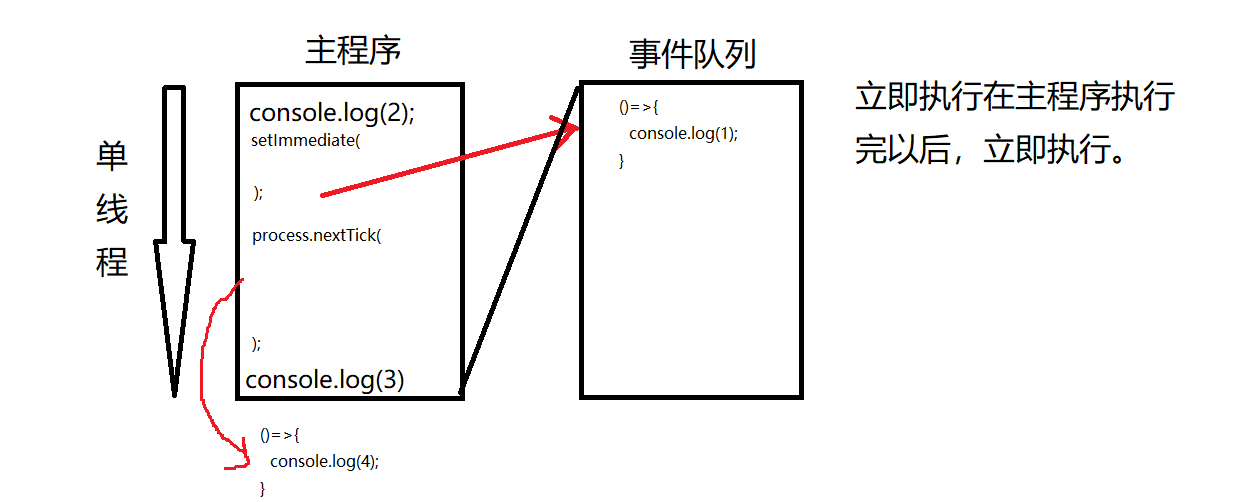 主程序
事件队列
单
线
程
console.log(2);
setImmediate(
);
process.nextTick(
);
console.log(3)
()=>{
console.log(4);
}
()=>{
console.log(1);
}
立即执行在主程序执行
完以后，立即执行。